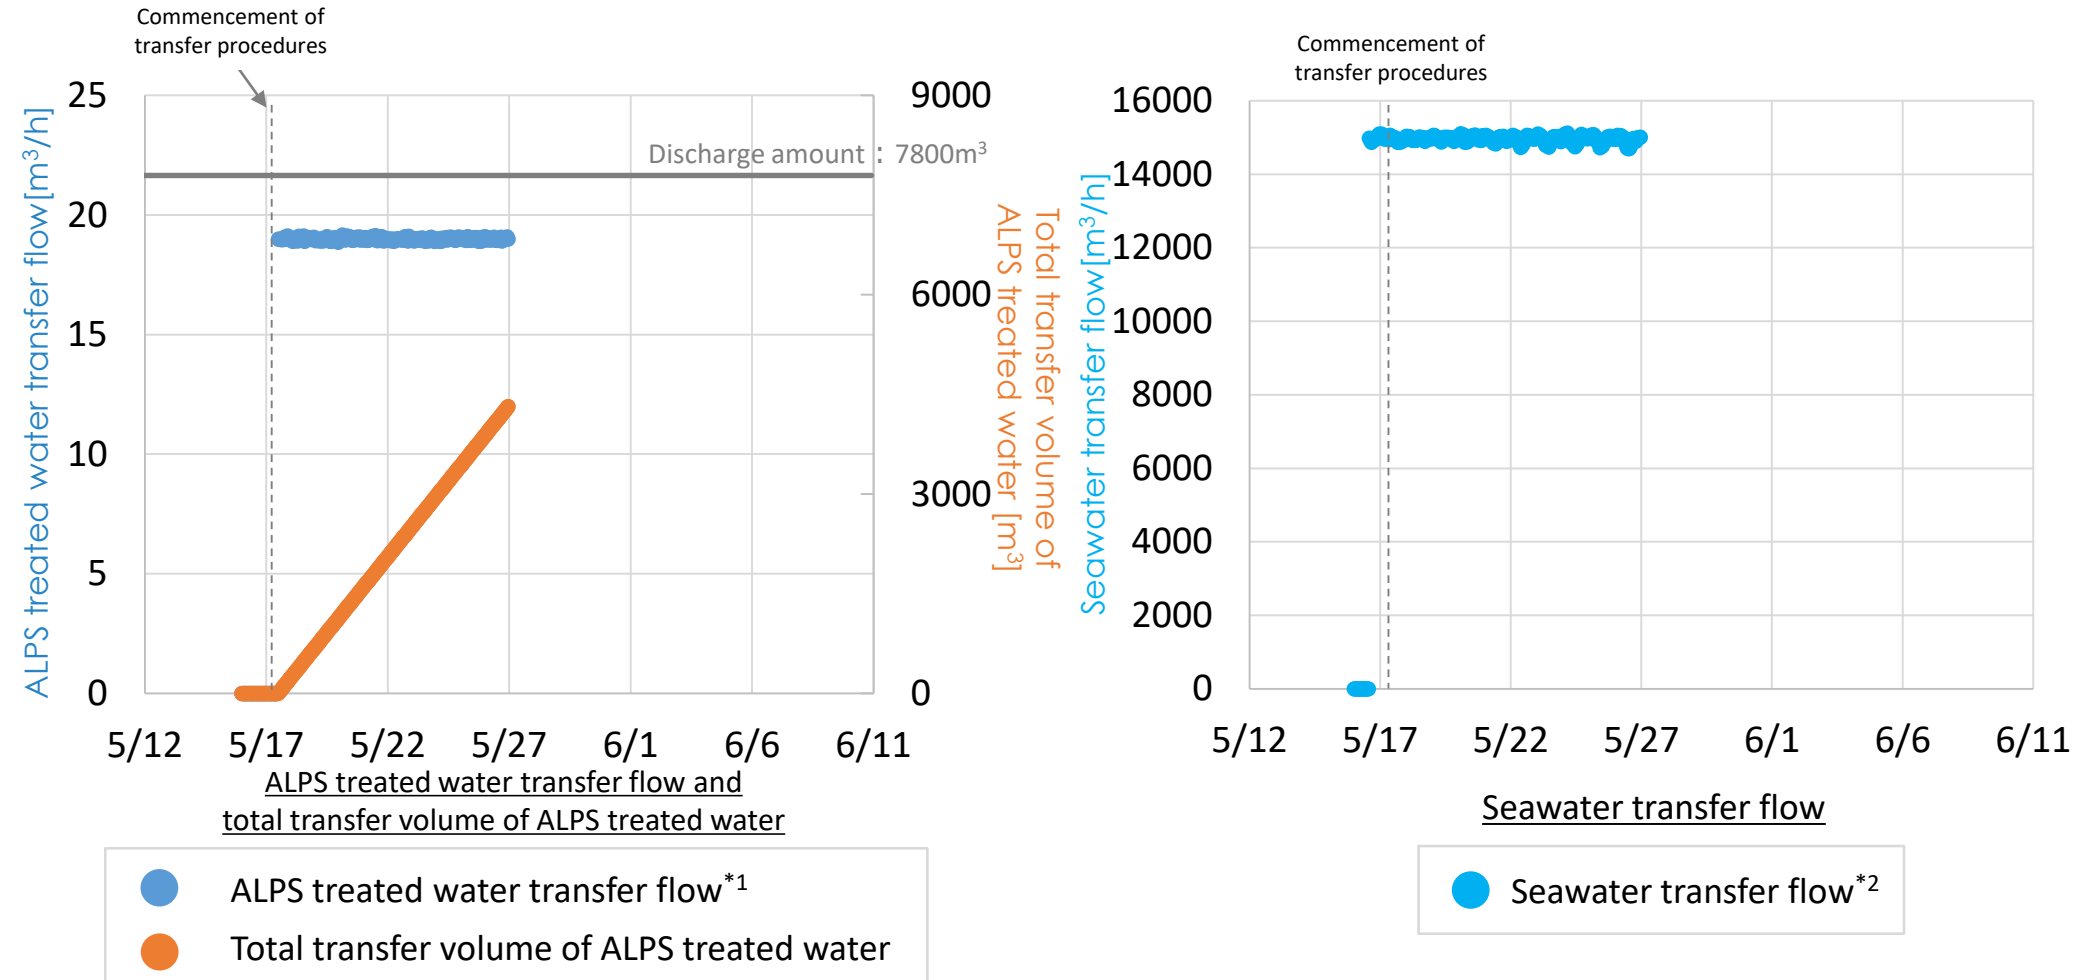 Commencement of
transfer procedures
25
20
15
10
5
0
ALPS treated water transfer flow[m³/h]
9000
6000
3000
0
Discharge amount：7800m³
Total transfer volume of
ALPS treated water [m³]
5/12 5/17 5/22 5/27 6/1 6/6 6/11
ALPS treated water transfer flow and
total transfer volume of ALPS treated water
ALPS treated water transfer flow*1
Total transfer volume of ALPS treated water
Commencement of
transfer procedures
16000
14000
12000
10000
8000
6000
4000
2000
0
Seawater transfer flow[m³/h]
5/12 5/17 5/22 5/27 6/1 6/6 6/11
Seawater transfer flow
Seawater transfer flow*2